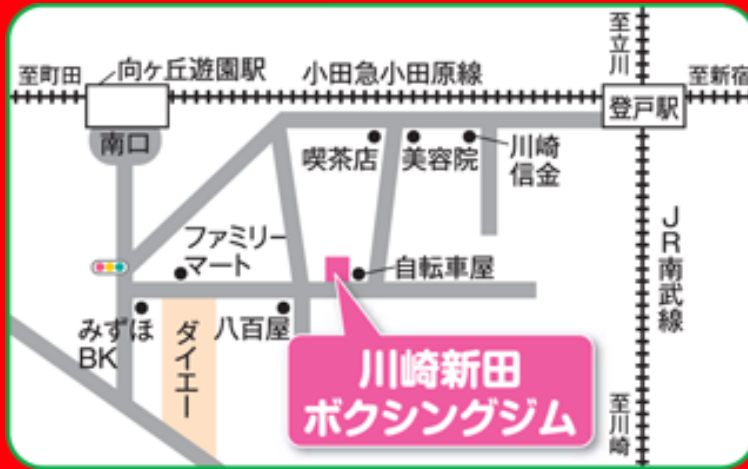 至立川
至町田
向ヶ丘遊園駅
小田急小田原線
至新宿
登戸駅
南口
喫茶店
美容院
川崎
信金
ファミリー
マート
自転車屋
JR南武線
みずほ
BK
ダイエー
八百屋
川崎新田
ボクシングジム
至川崎